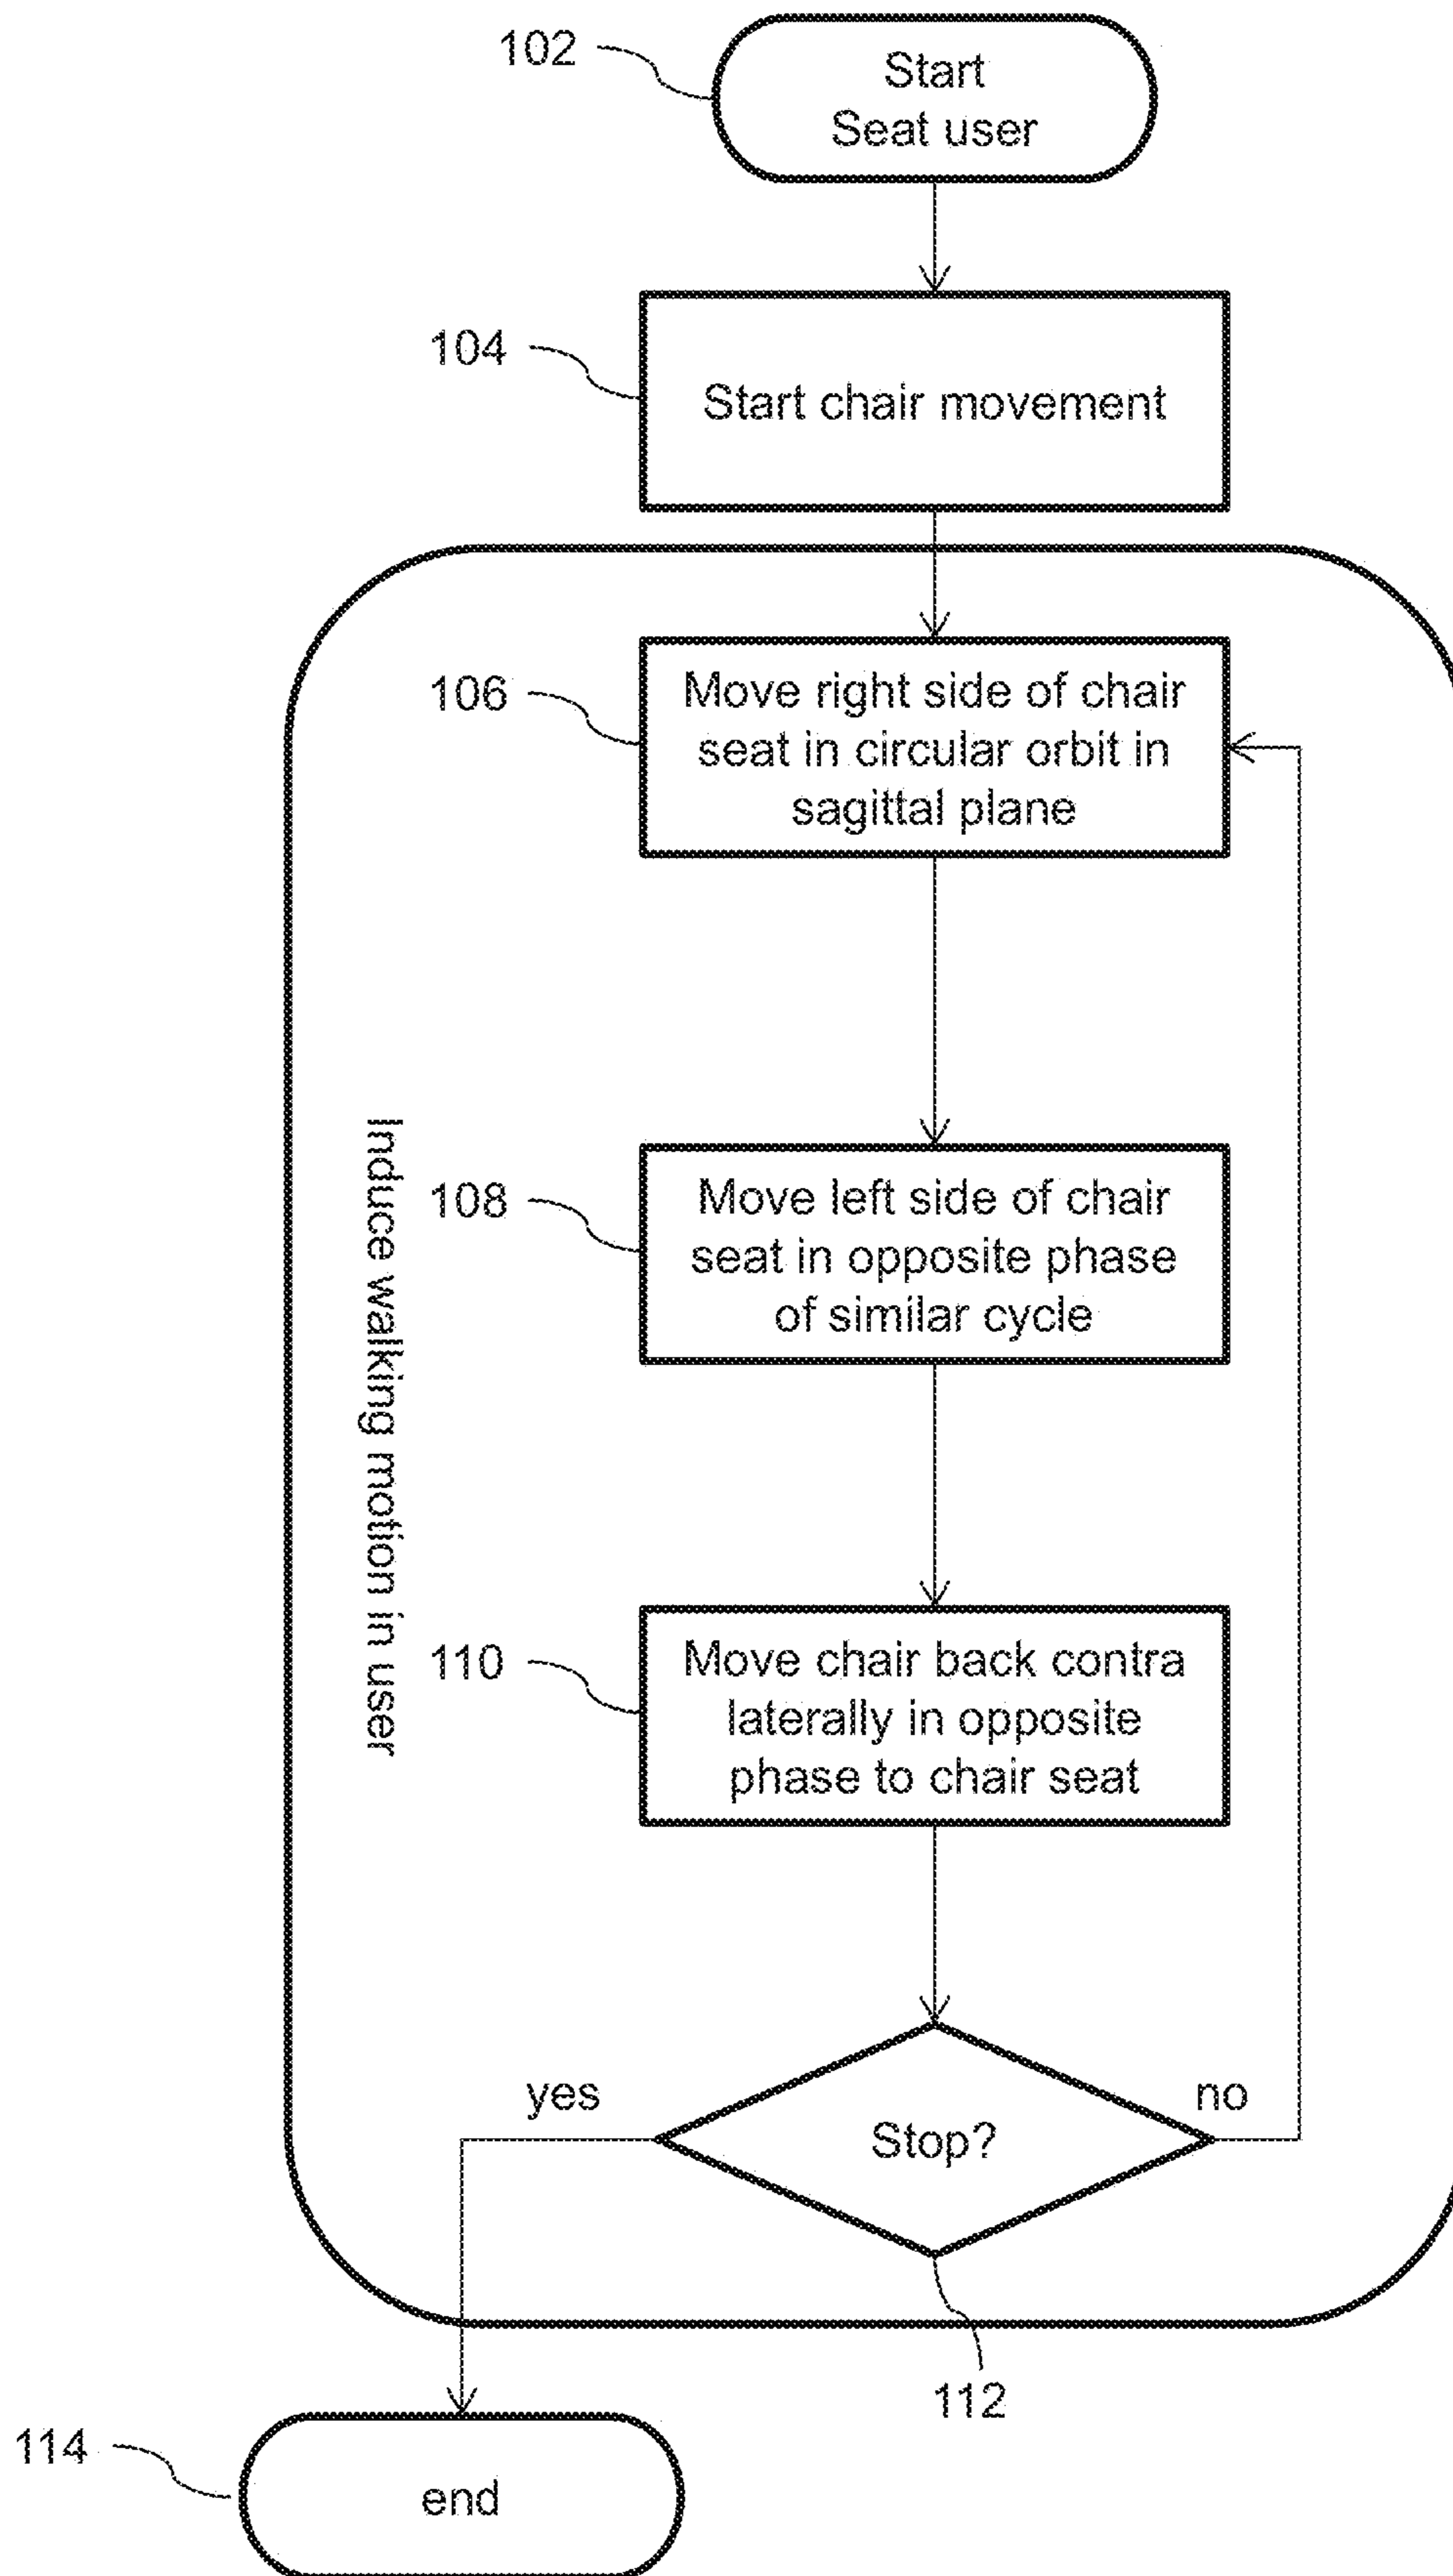 102
Start
Seat user
104
Start chair movement
106
Move right side of chair
seat in circular orbit in
sagittal plane
108
Move left side of chair
seat in opposite phase
of similar cycle
Induce walking motion in user
110
Move chair back contra
laterally in opposite
phase to chair seat
yes
no
Stop?
112
114
end